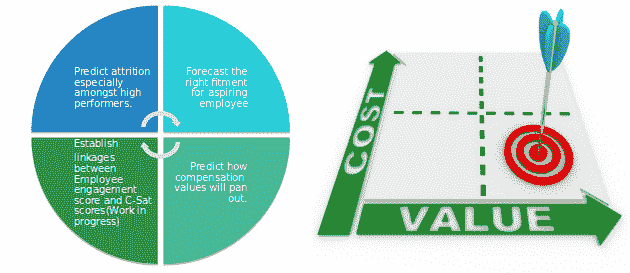 Predict attrition
especially
amongst high
performers.
Forecast the
right fitment
for aspiring
employee
Establish
linkages
between
Employee
engagement
score and C-Sat
scores(Work in
progress)
Predict how
compensation
values will pan
out.
COST
VALUE